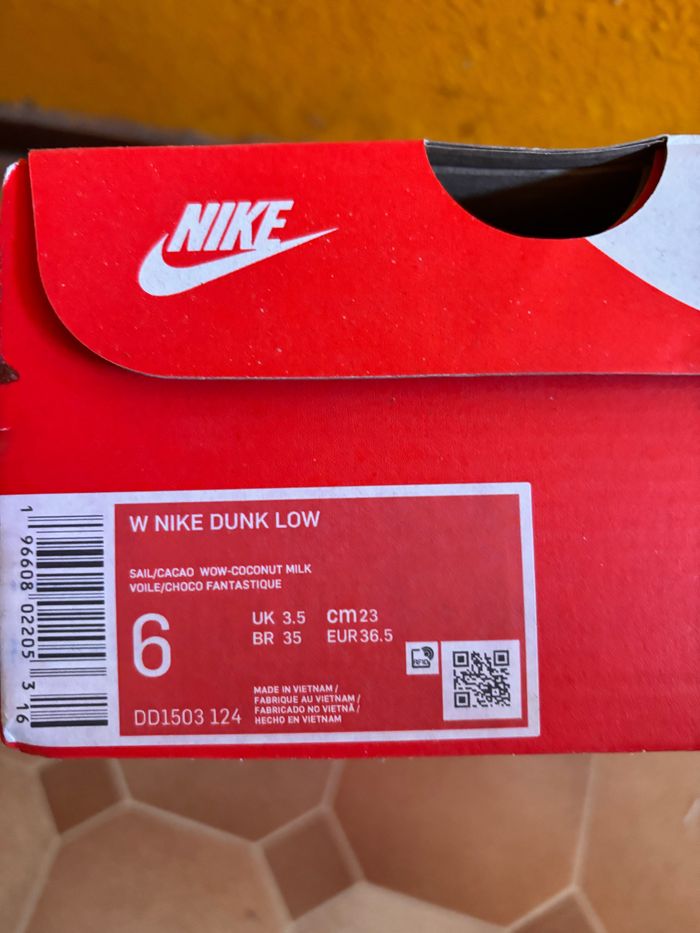 NIKE
W NIKE DUNK LOW
SAIL/CACAO WOW-COCONUT MILK
VOILE/CHOCO FANTASTIQUE
6
UK 3.5 cm 23
BR 35 EUR 36.5
RFID
MADE IN VIETNAM /
FABRIQUE AU VIETNAM /
FABRICADO NO VIETNÃ /
HECHO EN VIETNAM
DD1503 124
1 96608 02205 3 16